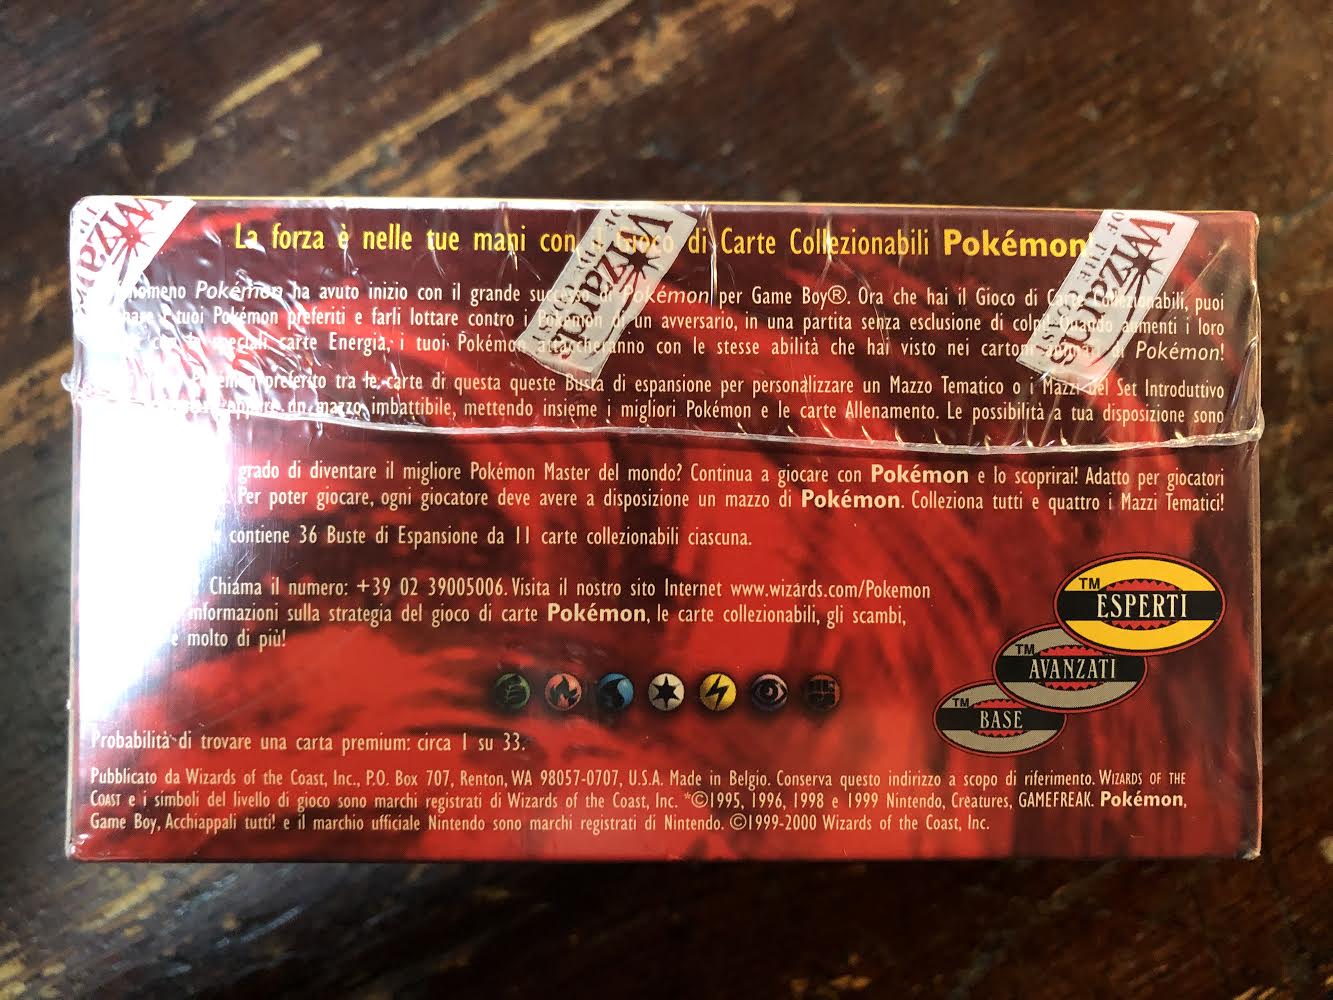 La forza è nelle tue mani con il Gioco di Carte Collezionabili Pokémon
Pokémon ha avuto inizio con il grande successo di Pokémon per Game Boy®. Ora che hai il Gioco di Carte Collezionabili, puoi
i tuoi Pokémon preferiti e farli lottare contro i Pokémon di un avversario, in una partita senza esclusione di colpi! Quando aumenti i loro
speciali carte Energia, i tuoi Pokémon attaccheranno con le stesse abilità che hai visto nei cartoni animati di Pokémon!
Pokémon preferito tra le carte di questa queste Busta di espansione per personalizzare un Mazzo Tematico o i Mazzi del Set Introduttivo
un mazzo imbattibile, mettendo insieme i migliori Pokémon e le carte Allenamento. Le possibilità a tua disposizione sono
grado di diventare il migliore Pokémon Master del mondo? Continua a giocare con Pokémon e lo scoprirai! Adatto per giocatori
Per poter giocare, ogni giocatore deve avere a disposizione un mazzo di Pokémon. Colleziona tutti e quattro i Mazzi Tematici!
contiene 36 Buste di Espansione da 11 carte collezionabili ciascuna.
Chiama il numero: +39 02 39005006. Visita il nostro sito Internet www.wizards.com/Pokemon
informazioni sulla strategia del gioco di carte Pokémon, le carte collezionabili, gli scambi,
e molto di più!
TM ESPERTI
TM AVANZATI
TM BASE
Probabilità di trovare una carta premium: circa 1 su 33.
Pubblicato da Wizards of the Coast, Inc., P.O. Box 707, Renton, WA 98057-0707, U.S.A. Made in Belgio. Conserva questo indirizzo a scopo di riferimento. WIZARDS OF THE
COAST e i simboli del livello di gioco sono marchi registrati di Wizards of the Coast, Inc. *©1995, 1996, 1998 e 1999 Nintendo, Creatures, GAMEFREAK. Pokémon,
Game Boy, Acchiappali tutti! e il marchio ufficiale Nintendo sono marchi registrati di Nintendo. ©1999-2000 Wizards of the Coast, Inc.